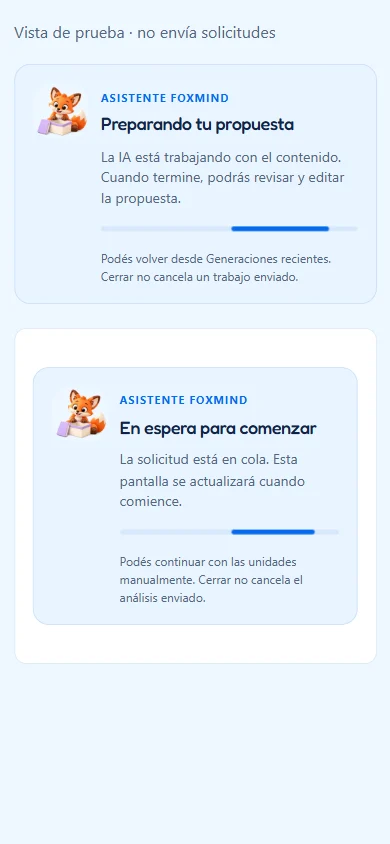 Vista de prueba · no envía solicitudes
ASISTENTE FOXMIND
Preparando tu propuesta
La IA está trabajando con el contenido.
Cuando termine, podrás revisar y editar
la propuesta.
Podés volver desde Generaciones recientes.
Cerrar no cancela un trabajo enviado.
ASISTENTE FOXMIND
En espera para comenzar
La solicitud está en cola. Esta
pantalla se actualizará cuando
comience.
Podés continuar con las unidades
manualmente. Cerrar no cancela el
análisis enviado.